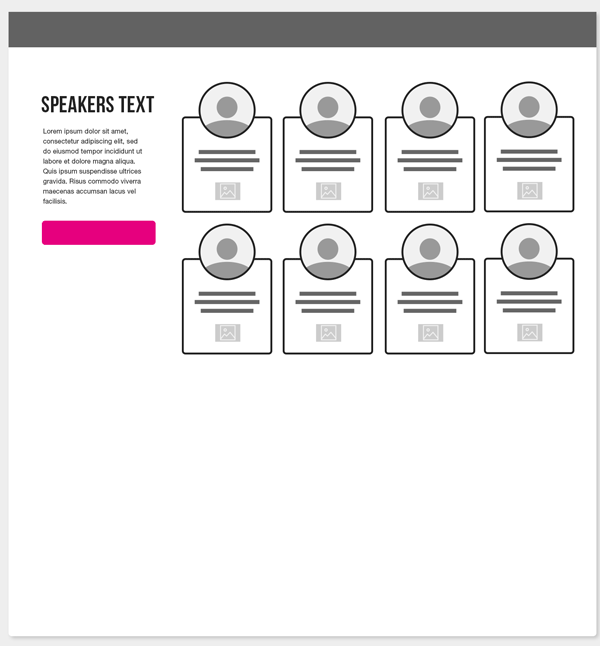 SPEAKERS TEXT
Lorem ipsum dolor sit amet,
consectetur adipiscing elit, sed
do eiusmod tempor incididunt ut
labore et dolore magna aliqua.
Quis ipsum suspendisse ultrices
gravida. Risus commodo viverra
maecenas accumsan lacus vel
facilisis.